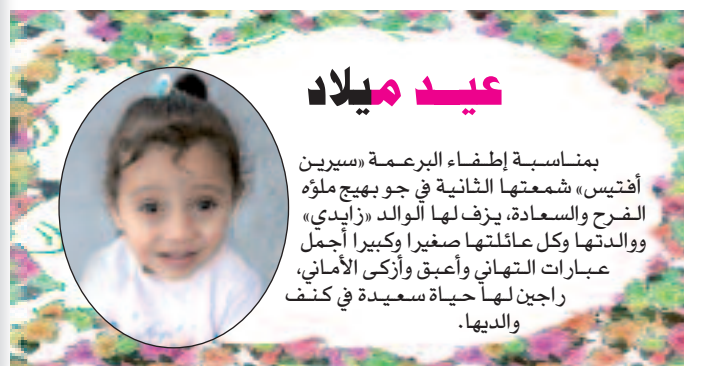 عيد ميلاد
بمناسبة إطفاء البرعمة «سيرين
أفتيس» شمعتها الثانية في جو بهيج ملؤه
الفرح والسعادة، يزف لها الوالد «زايدي»
ووالدتها وكل عائلتها صغيرا وكبيرا أجمل
عبارات التهاني وأعبق وأزكى الأماني،
راجين لها حياة سعيدة في كنف
والديها.